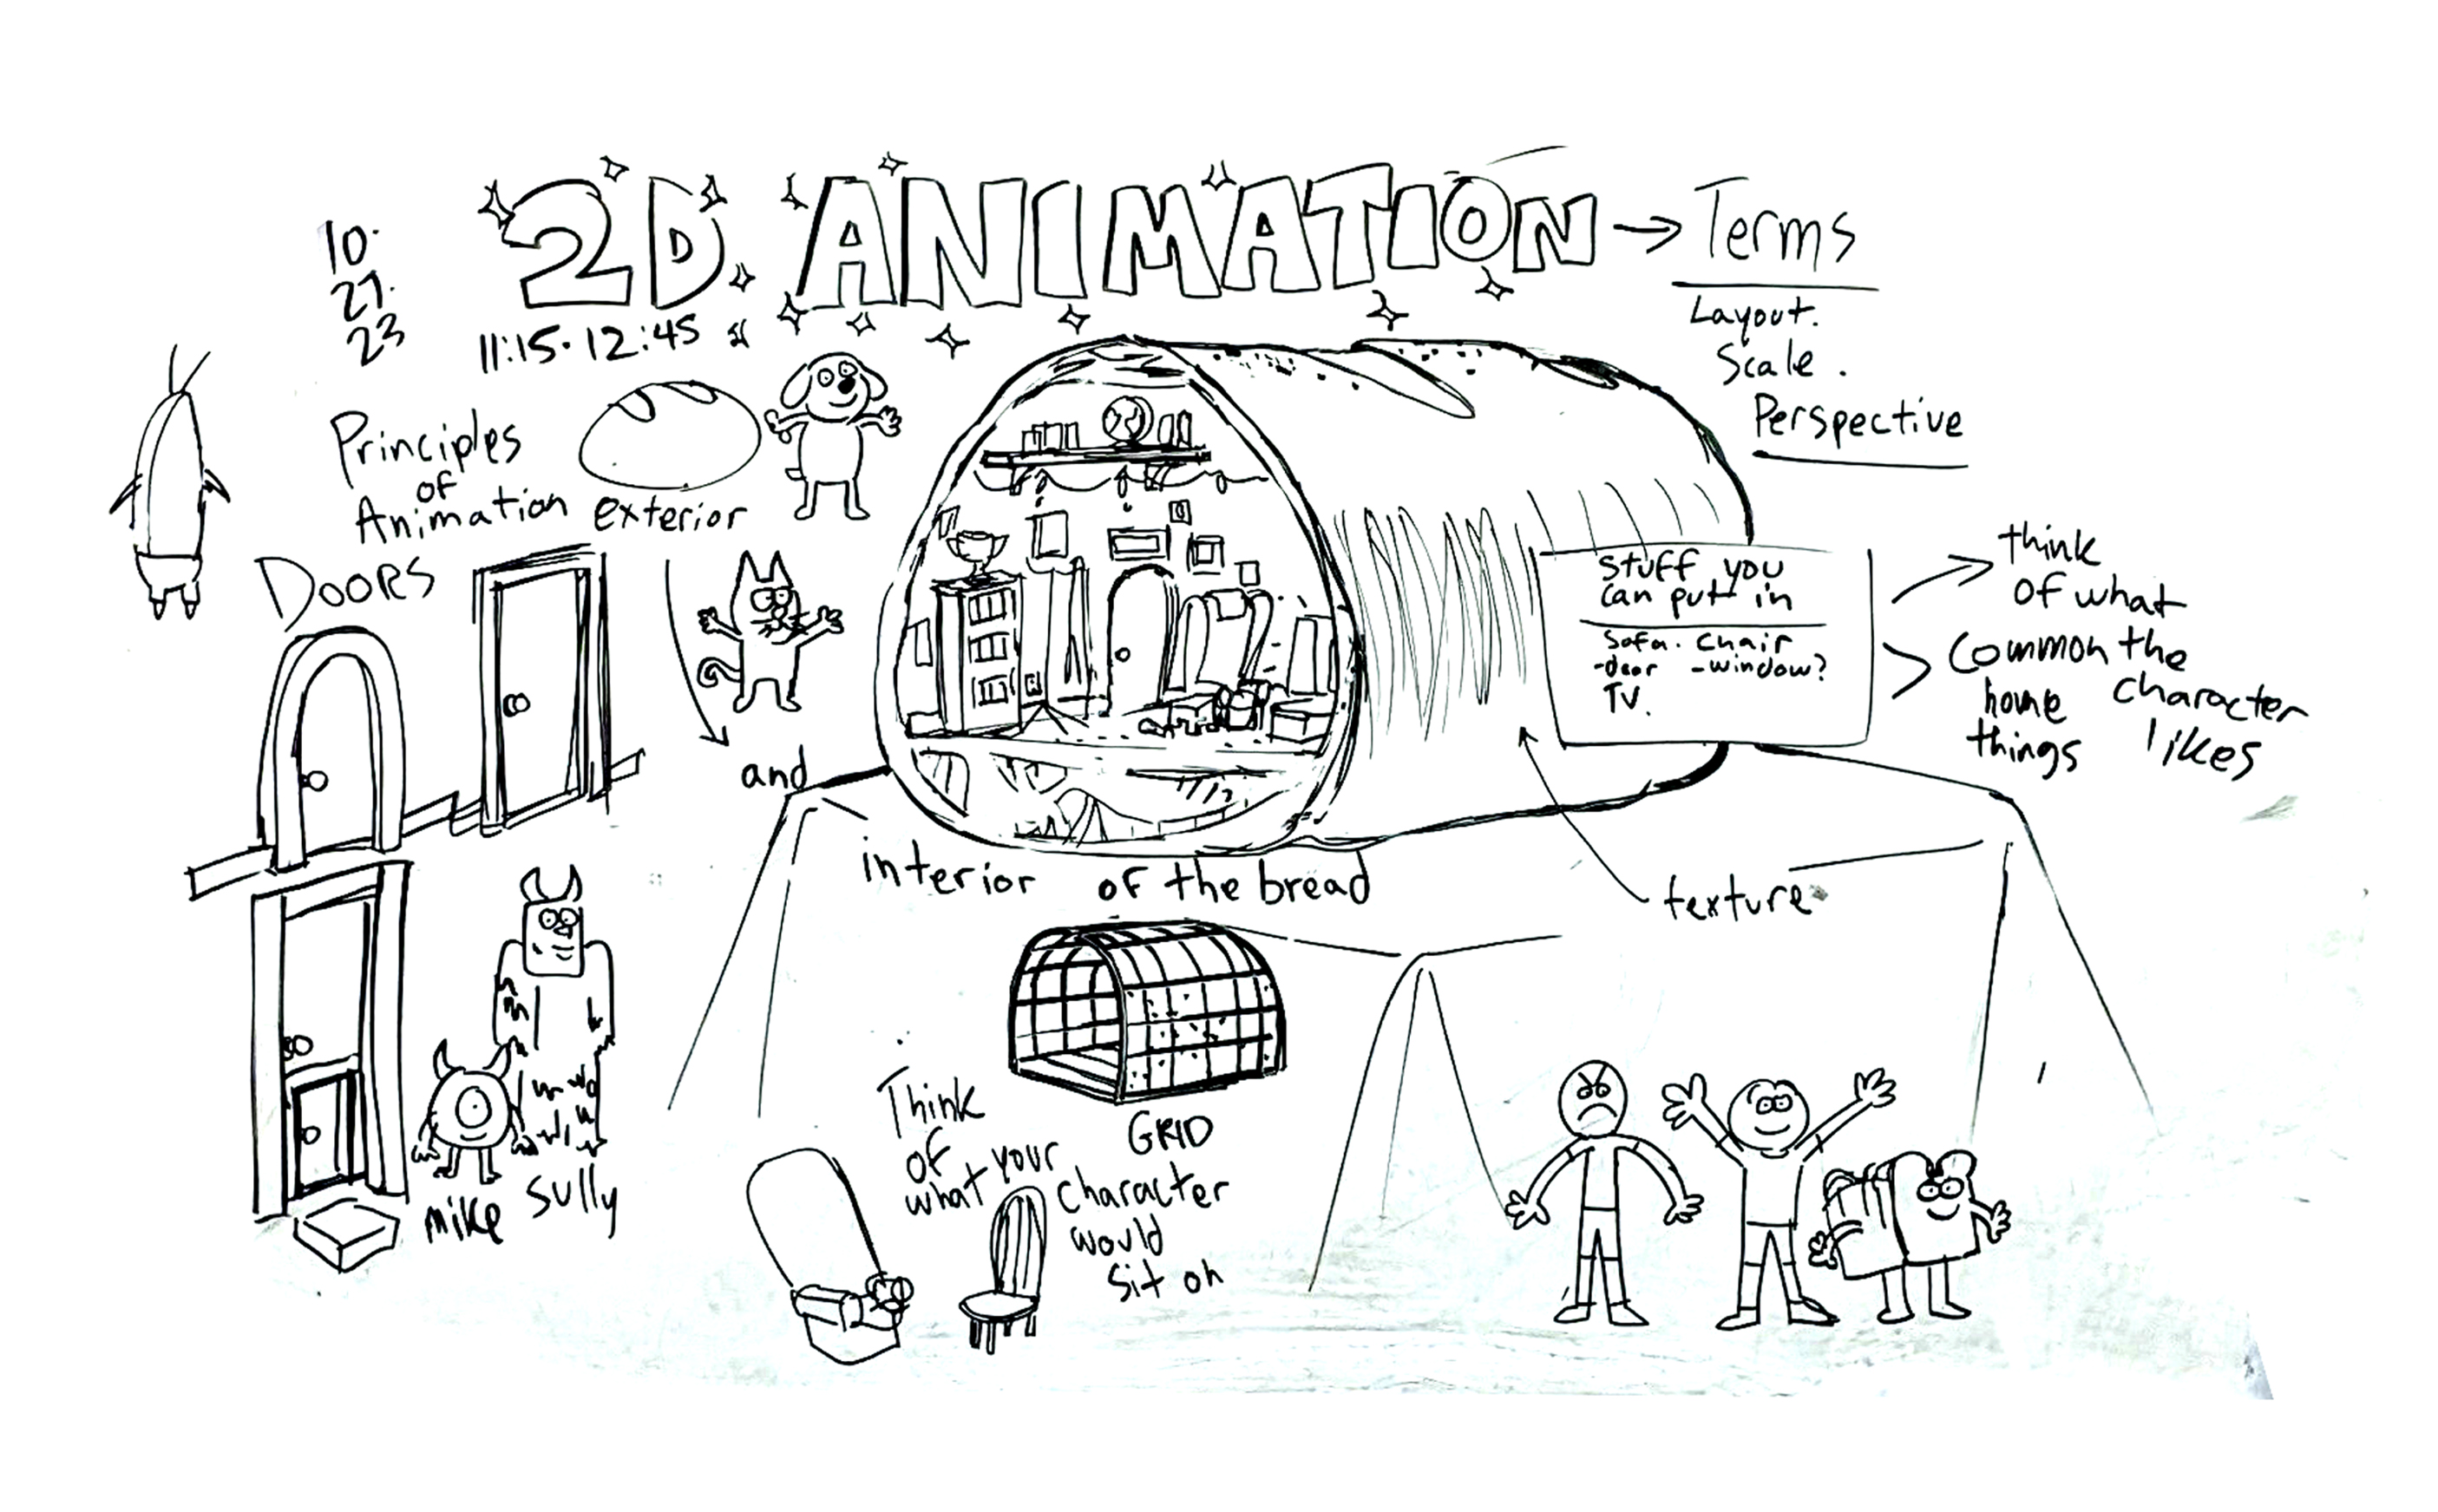 2D ANIMATION → Terms
10.
27.
23
11:15 - 12:45
Layout.
Scale.
Perspective
Principles
of
Animation
exterior
and
interior of the bread
DOORS
Stuff you
can put in
Sofa. Chair
-door -window?
TV.
think
of what
the
character
likes
Common
home
things
texture
GRID
Think
of
what your
character
would
sit on
mike
Sully